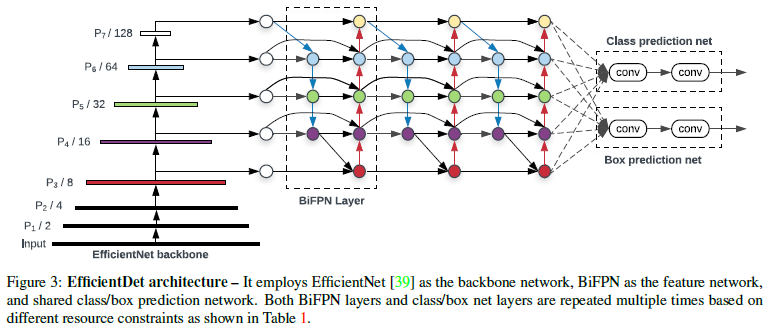 P7 / 128
P6 / 64
P5 / 32
P4 / 16
P3 / 8
P2 / 4
P1 / 2
Input
EfficientNet backbone
BiFPN Layer
Class prediction net
conv conv
conv conv
Box prediction net
Figure 3: EfficientDet architecture – It employs EfficientNet [39] as the backbone network, BiFPN as the feature network,
and shared class/box prediction network. Both BiFPN layers and class/box net layers are repeated multiple times based on
different resource constraints as shown in Table 1.